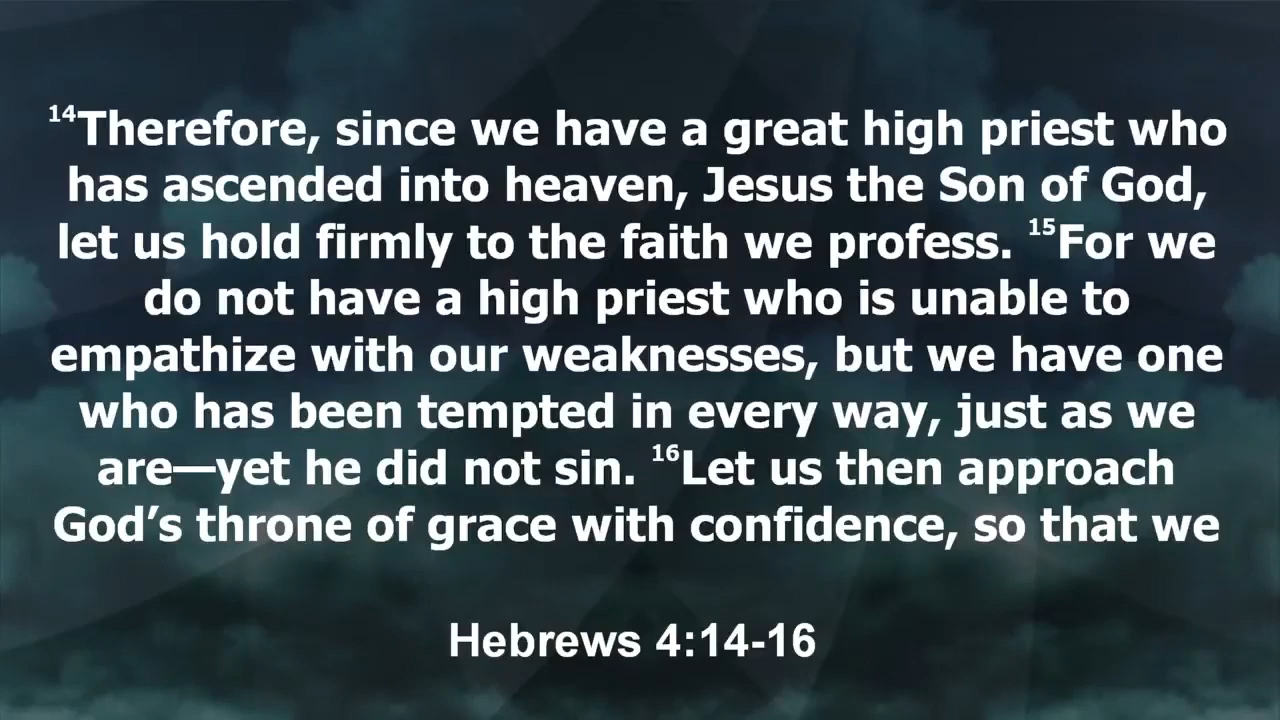 ¹⁴Therefore, since we have a great high priest who
has ascended into heaven, Jesus the Son of God,
let us hold firmly to the faith we profess. ¹⁵For we
do not have a high priest who is unable to
empathize with our weaknesses, but we have one
who has been tempted in every way, just as we
are—yet he did not sin. ¹⁶Let us then approach
God’s throne of grace with confidence, so that we
Hebrews 4:14-16